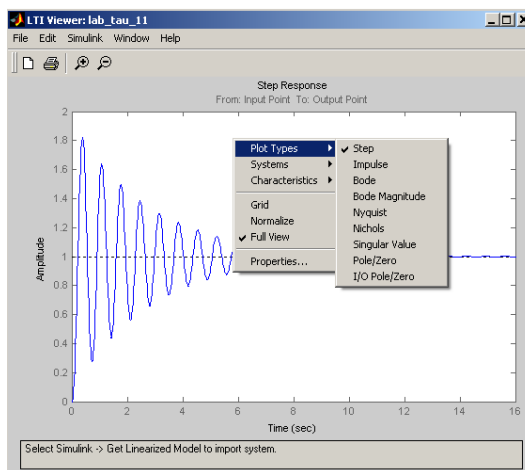 LTI Viewer: lab_tau_11
File Edit Simulink Window Help
Step Response
From: Input Point To: Output Point
Amplitude
2
1.8
1.6
1.4
1.2
1
0.8
0.6
0.4
0.2
0
0 2 4 6 8 10 12 14 16
Time (sec)
Plot Types
Systems
Characteristics
Grid
Normalize
Full View
Properties...
Step
Impulse
Bode
Bode Magnitude
Nyquist
Nichols
Singular Value
Pole/Zero
I/O Pole/Zero
Select Simulink -> Get Linearized Model to import system.